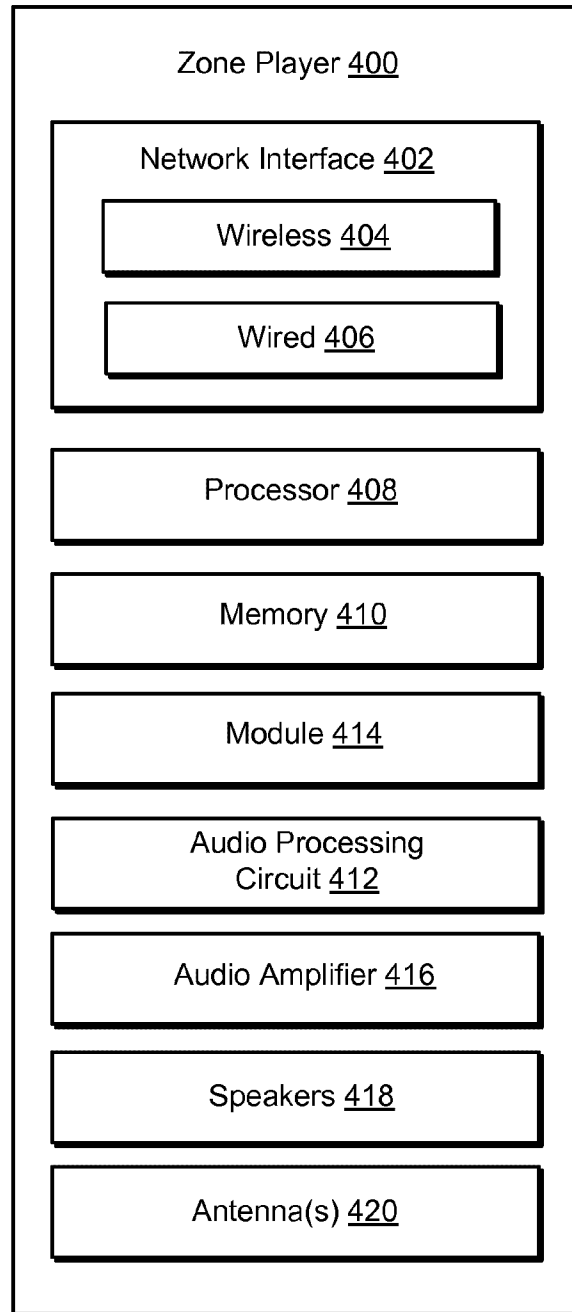 Zone Player 400
Network Interface 402
Wireless 404
Wired 406
Processor 408
Memory 410
Module 414
Audio Processing
Circuit 412
Audio Amplifier 416
Speakers 418
Antenna(s) 420